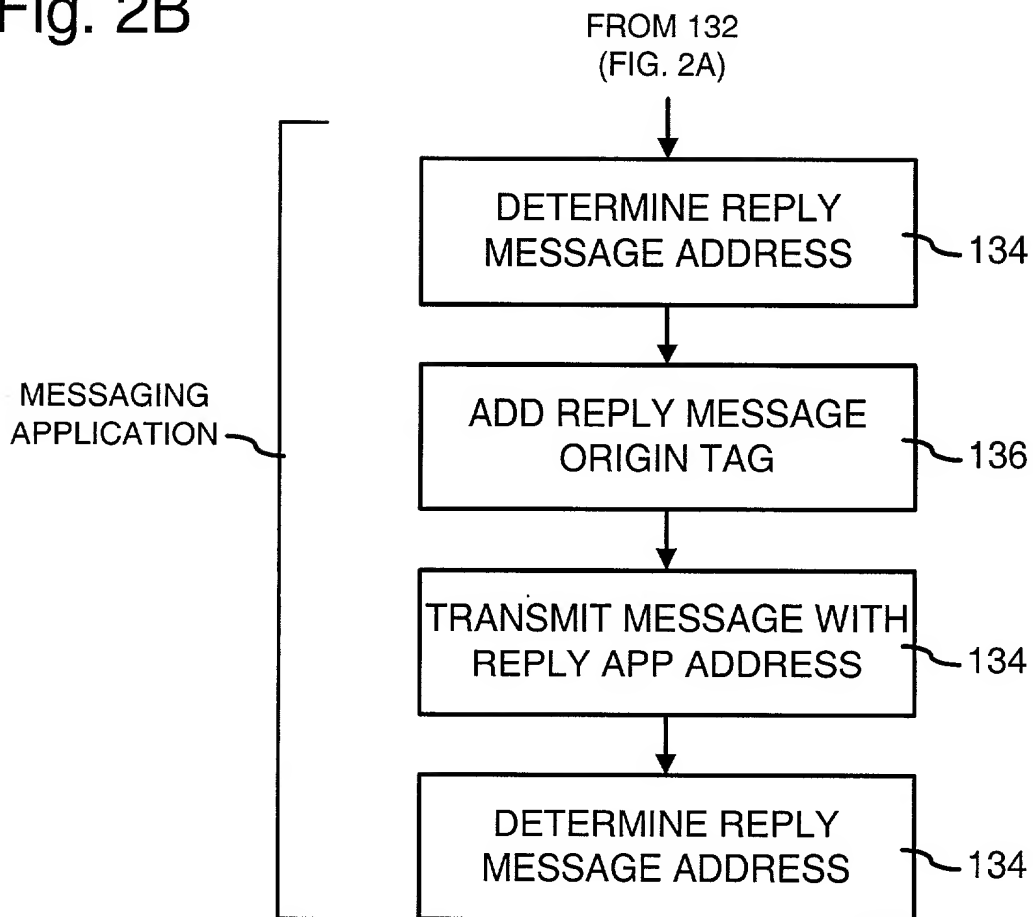 Fig. 2B
FROM 132
(FIG. 2A)
DETERMINE REPLY
MESSAGE ADDRESS
134
ADD REPLY MESSAGE
ORIGIN TAG
136
MESSAGING
APPLICATION
TRANSMIT MESSAGE WITH
REPLY APP ADDRESS
134
DETERMINE REPLY
MESSAGE ADDRESS
134